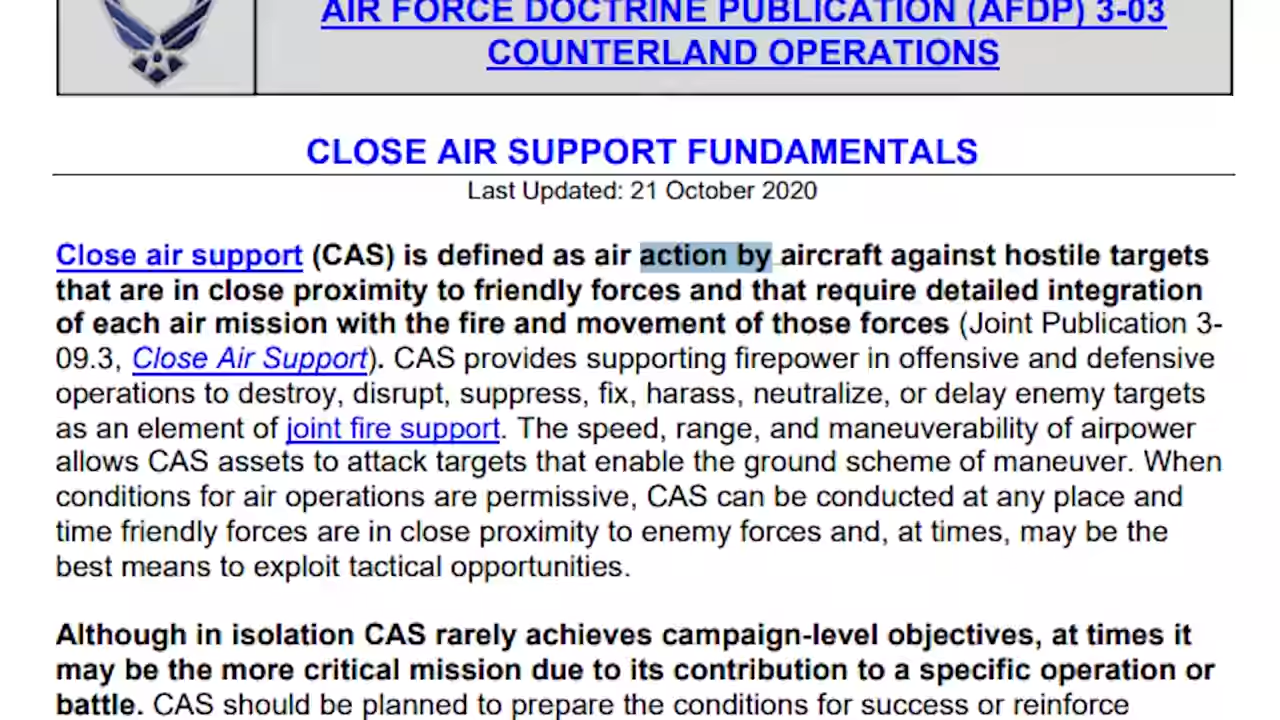 AIR FORCE DOCTRINE PUBLICATION (AFDP) 3-03
COUNTERLAND OPERATIONS
CLOSE AIR SUPPORT FUNDAMENTALS
Last Updated: 21 October 2020
Close air support (CAS) is defined as air action by aircraft against hostile targets
that are in close proximity to friendly forces and that require detailed integration
of each air mission with the fire and movement of those forces (Joint Publication 3-
09.3, Close Air Support). CAS provides supporting firepower in offensive and defensive
operations to destroy, disrupt, suppress, fix, harass, neutralize, or delay enemy targets
as an element of joint fire support. The speed, range, and maneuverability of airpower
allows CAS assets to attack targets that enable the ground scheme of maneuver. When
conditions for air operations are permissive, CAS can be conducted at any place and
time friendly forces are in close proximity to enemy forces and, at times, may be the
best means to exploit tactical opportunities.
Although in isolation CAS rarely achieves campaign-level objectives, at times it
may be the more critical mission due to its contribution to a specific operation or
battle. CAS should be planned to prepare the conditions for success or reinforce